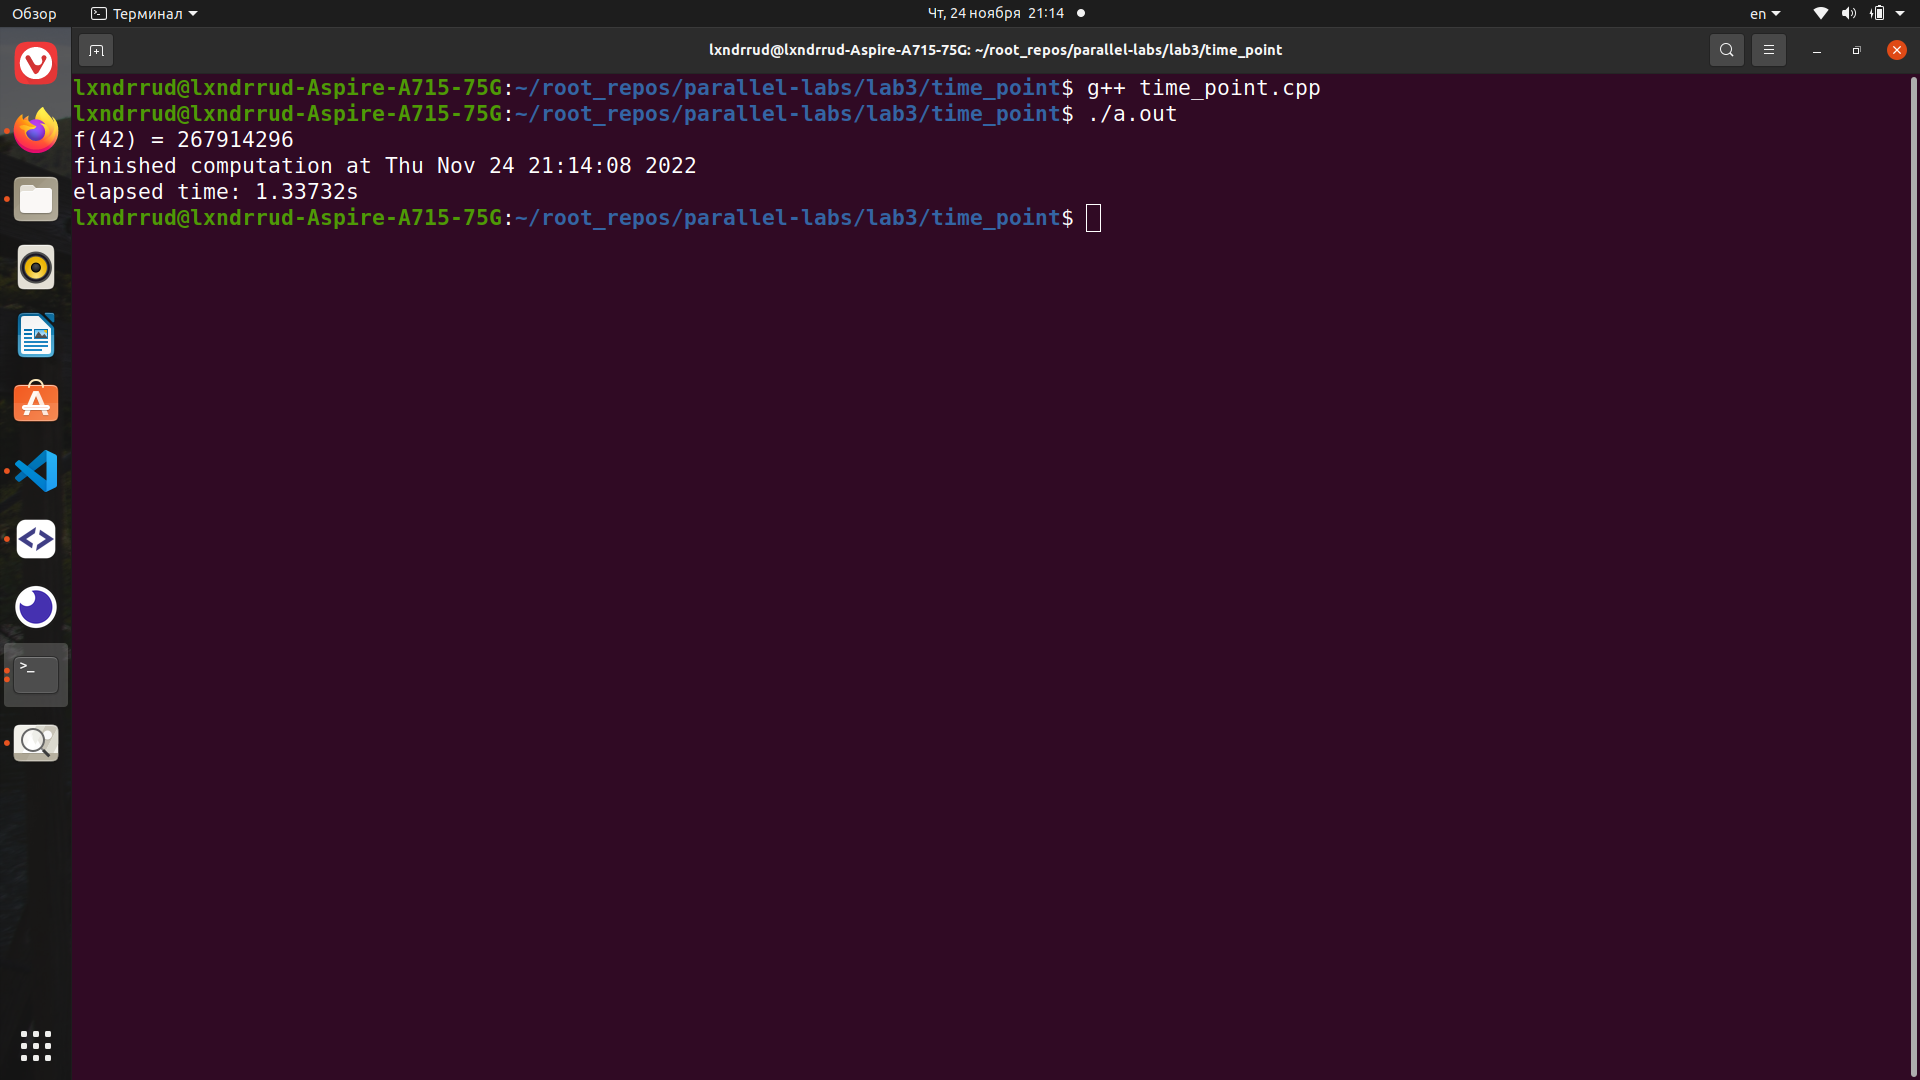 Обзор
Терминал
Чт, 24 ноября 21:14
en
lxndrrud@lxndrrud-Aspire-A715-75G: ~/root_repos/parallel-labs/lab3/time_point
lxndrrud@lxndrrud-Aspire-A715-75G:~/root_repos/parallel-labs/lab3/time_point$ g++ time_point.cpp
lxndrrud@lxndrrud-Aspire-A715-75G:~/root_repos/parallel-labs/lab3/time_point$ ./a.out
f(42) = 267914296
finished computation at Thu Nov 24 21:14:08 2022
elapsed time: 1.33732s
lxndrrud@lxndrrud-Aspire-A715-75G:~/root_repos/parallel-labs/lab3/time_point$